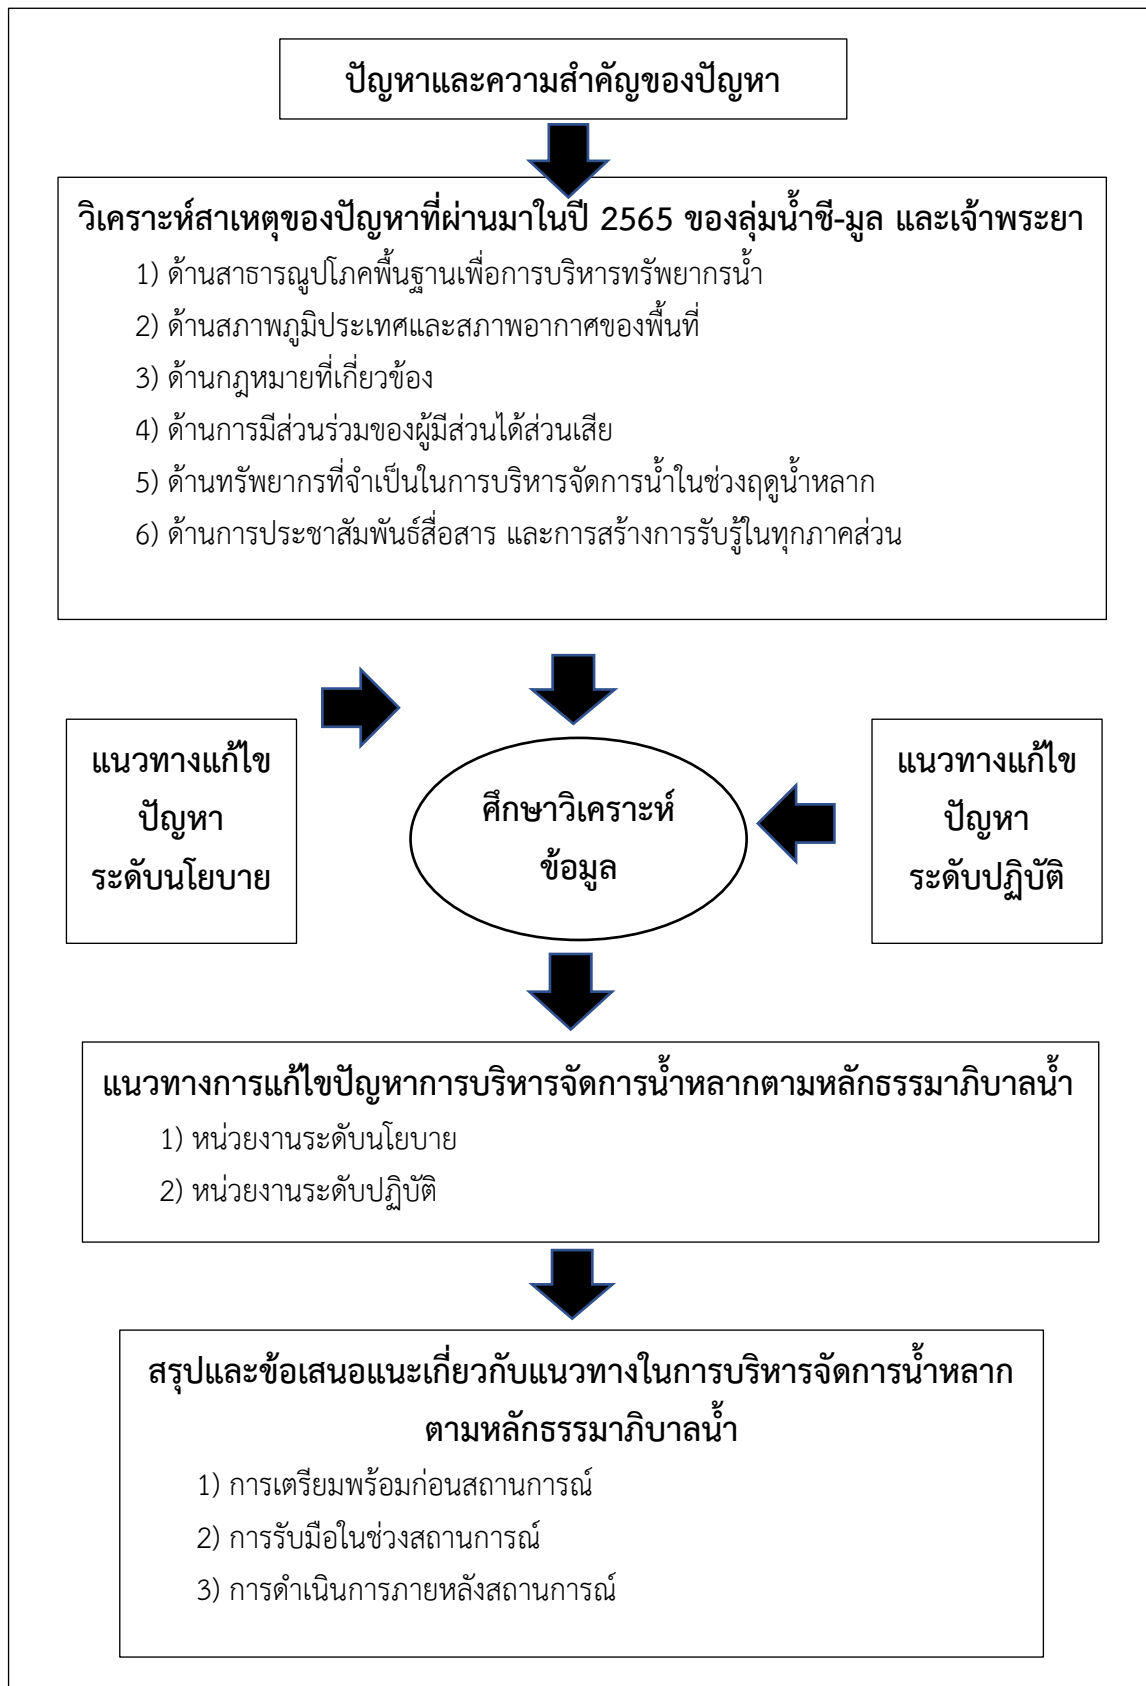 ปัญหาและความสำคัญของปัญหา
วิเคราะห์สาเหตุของปัญหาที่ผ่านมาในปี 2565 ของลุ่มน้ำชี-มูล และเจ้าพระยา
1) ด้านสาธารณูปโภคพื้นฐานเพื่อการบริหารทรัพยากรน้ำ
2) ด้านสภาพภูมิประเทศและสภาพอากาศของพื้นที่
3) ด้านกฎหมายที่เกี่ยวข้อง
4) ด้านการมีส่วนร่วมของผู้มีส่วนได้ส่วนเสีย
5) ด้านทรัพยากรที่จำเป็นในการบริหารจัดการน้ำในช่วงฤดูน้ำหลาก
6) ด้านการประชาสัมพันธ์สื่อสาร และการสร้างการรับรู้ในทุกภาคส่วน
แนวทางแก้ไข
ปัญหา
ระดับนโยบาย
ศึกษาวิเคราะห์
ข้อมูล
แนวทางแก้ไข
ปัญหา
ระดับปฏิบัติ
แนวทางการแก้ไขปัญหาการบริหารจัดการน้ำหลากตามหลักธรรมาภิบาลน้ำ
1) หน่วยงานระดับนโยบาย
2) หน่วยงานระดับปฏิบัติ
สรุปและข้อเสนอแนะเกี่ยวกับแนวทางในการบริหารจัดการน้ำหลาก
ตามหลักธรรมาภิบาลน้ำ
1) การเตรียมพร้อมก่อนสถานการณ์
2) การรับมือในช่วงสถานการณ์
3) การดำเนินการภายหลังสถานการณ์